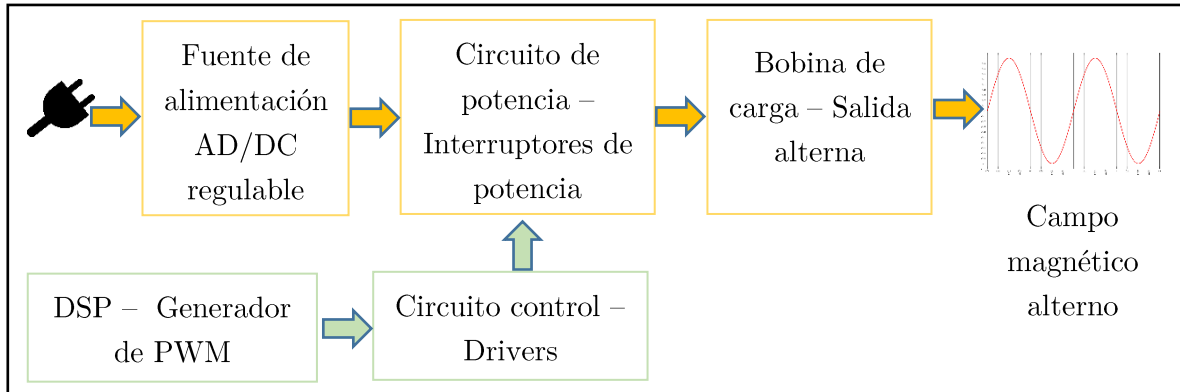 Fuente de
alimentación
AD/DC
regulable
Circuito de
potencia –
Interruptores de
potencia
Bobina de
carga – Salida
alterna
Campo
magnético
alterno
DSP – Generador
de PWM
Circuito control –
Drivers